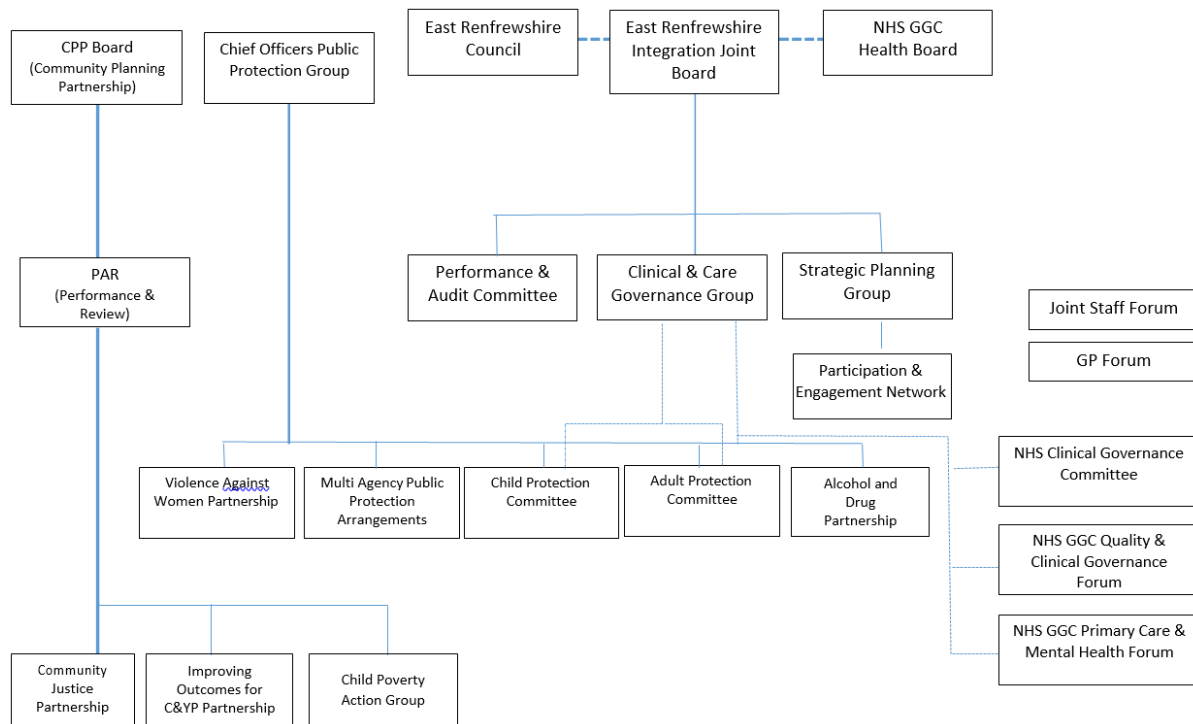 CPP Board
(Community Planning
Partnership)
Chief Officers Public
Protection Group
East Renfrewshire
Council
East Renfrewshire
Integration Joint
Board
NHS GGC
Health Board
PAR
(Performance &
Review)
Performance &
Audit Committee
Clinical & Care
Governance Group
Strategic Planning
Group
Joint Staff Forum
GP Forum
Participation &
Engagement Network
NHS Clinical Governance
Committee
Violence Against
Women Partnership
Multi Agency Public
Protection
Arrangements
Child Protection
Committee
Adult Protection
Committee
Alcohol and
Drug
Partnership
NHS GGC Quality &
Clinical Governance
Forum
NHS GGC Primary Care &
Mental Health Forum
Community
Justice
Partnership
Improving
Outcomes for
C&YP Partnership
Child Poverty
Action Group